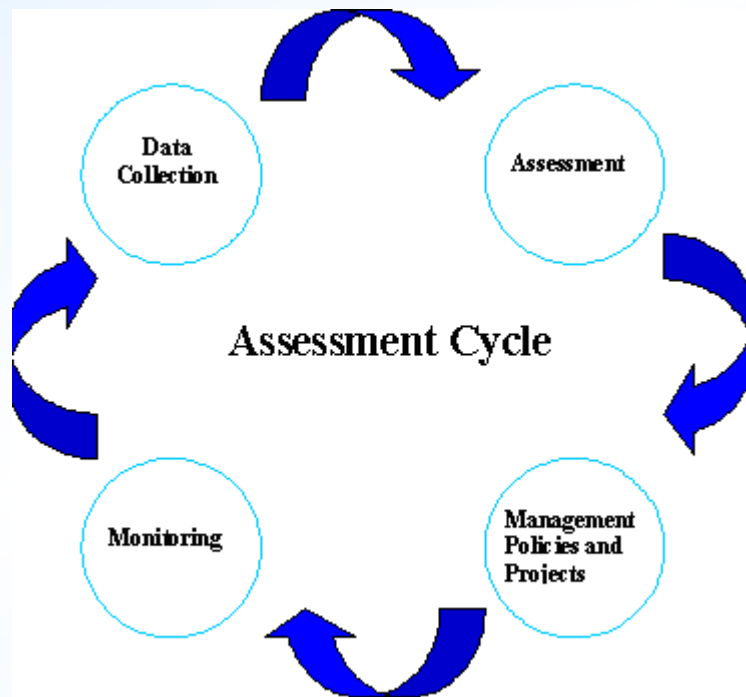 Data
Collection
Assessment
Assessment Cycle
Monitoring
Management
Policies and
Projects